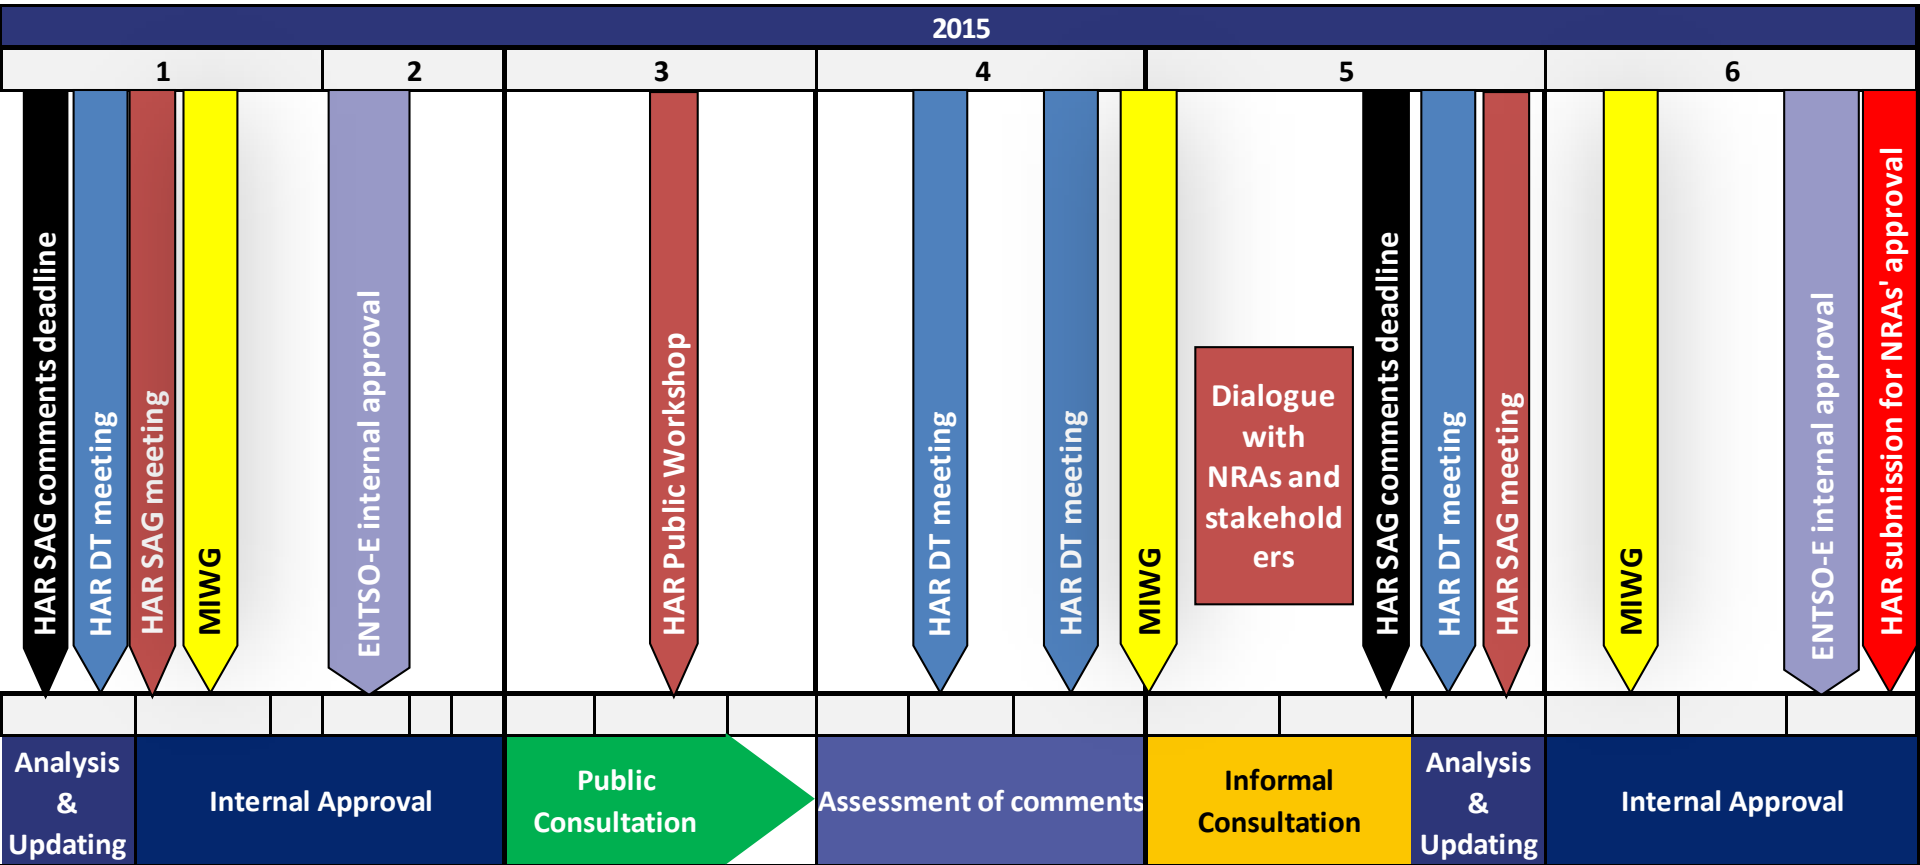 2015
1
2
3
4
5
6
HAR SAG comments deadline
HAR DT meeting
HAR SAG meeting
MIWG
ENTSO-E internal approval
HAR Public Workshop
HAR DT meeting
HAR DT meeting
MIWG
Dialogue
with
NRAs and
stakehold
ers
HAR SAG comments deadline
HAR DT meeting
HAR SAG meeting
MIWG
ENTSO-E internal approval
HAR submission for NRAs' approval
Analysis
&
Updating
Internal Approval
Public
Consultation
Assessment of comments
Informal
Consultation
Analysis
&
Updating
Internal Approval